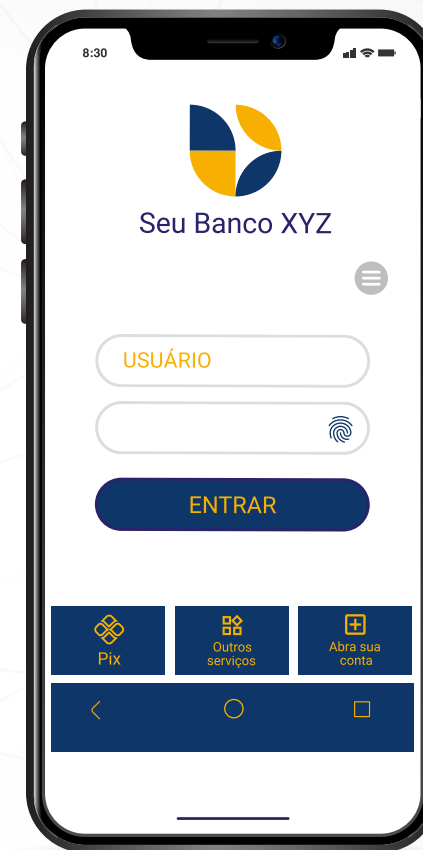 8:30
Seu Banco XYZ
USUÁRIO
ENTRAR
Pix
Outros
serviços
Abra sua
conta